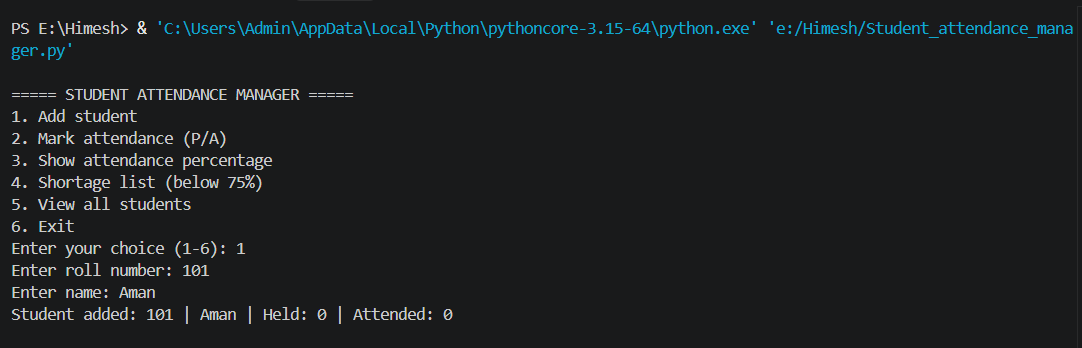 PS E:\Himesh> & 'C:\Users\Admin\AppData\Local\Python\pythoncore-3.15-64\python.exe' 'e:/Himesh/Student_attendance_mana
ger.py'
===== STUDENT ATTENDANCE MANAGER =====
1. Add student
2. Mark attendance (P/A)
3. Show attendance percentage
4. Shortage list (below 75%)
5. View all students
6. Exit
Enter your choice (1-6): 1
Enter roll number: 101
Enter name: Aman
Student added: 101 | Aman | Held: 0 | Attended: 0